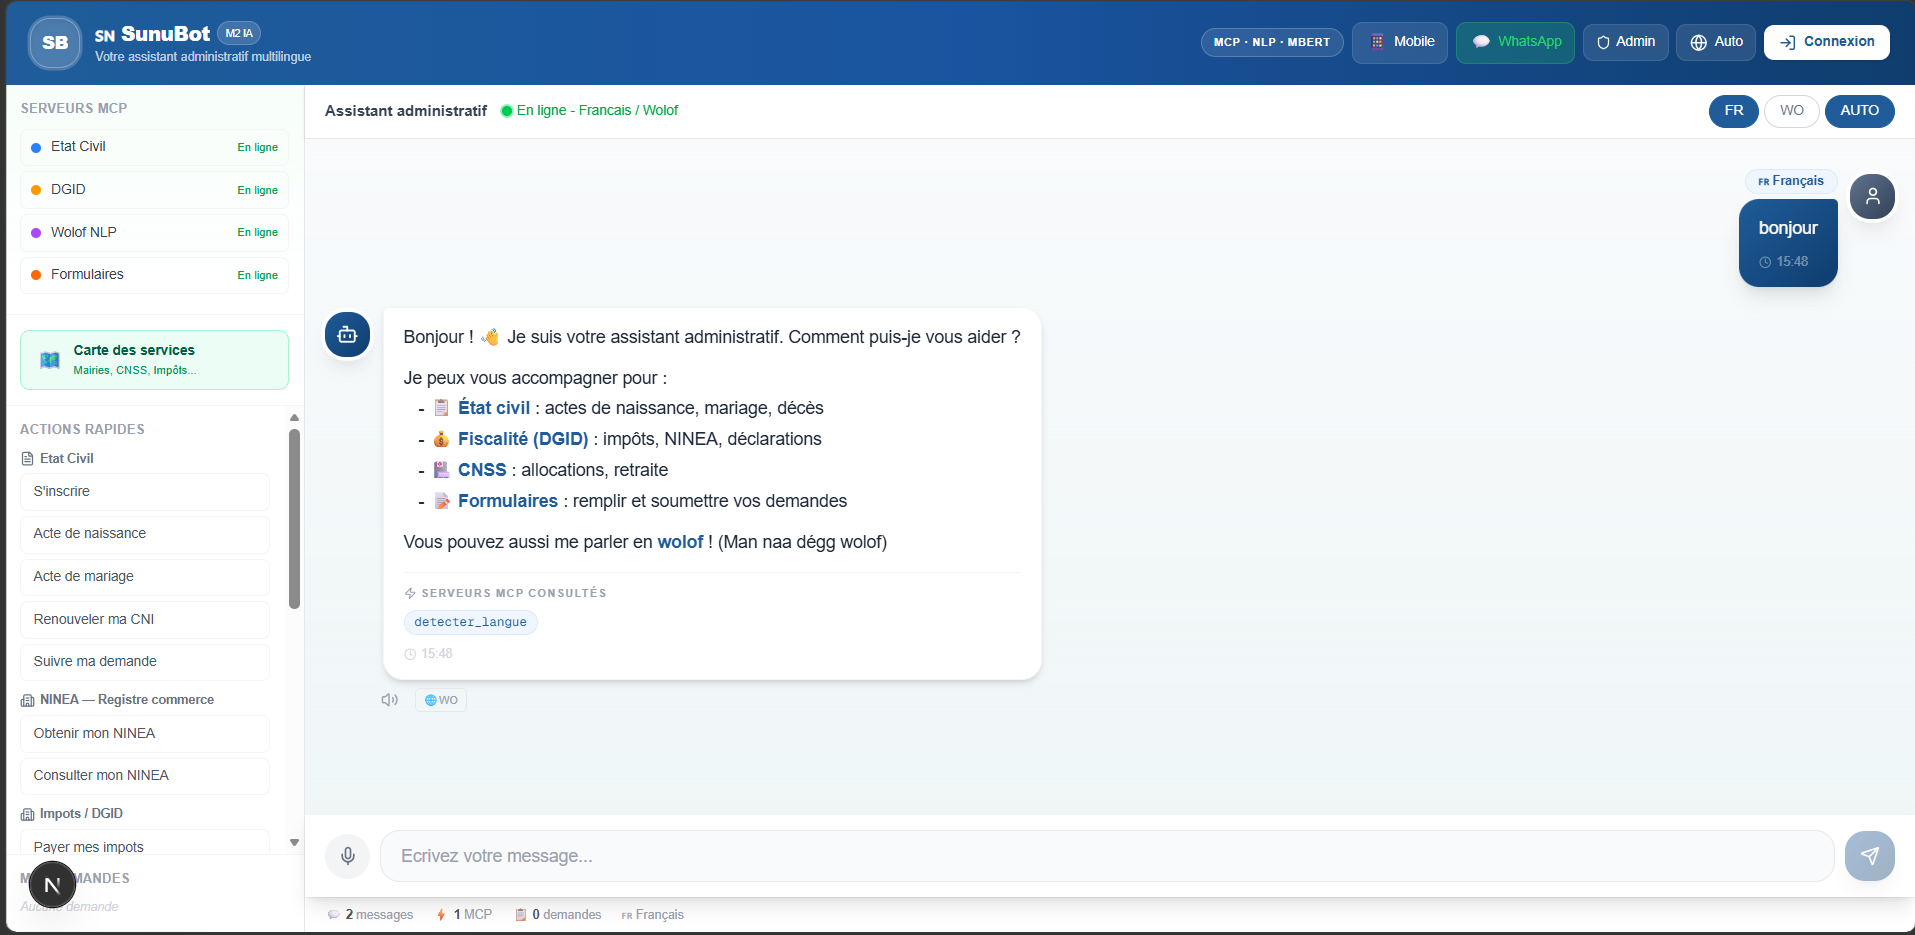 SB
SN SunuBot M2 IA
Votre assistant administratif multilingue
MCP · NLP · MBERT
Mobile
WhatsApp
Admin
Auto
Connexion
SERVEURS MCP
Etat Civil En ligne
DGID En ligne
Wolof NLP En ligne
Formulaires En ligne
Carte des services
Mairies, CNSS, Impôts...
ACTIONS RAPIDES
Etat Civil
S'inscrire
Acte de naissance
Acte de mariage
Renouveler ma CNI
Suivre ma demande
NINEA — Registre commerce
Obtenir mon NINEA
Consulter mon NINEA
Impots / DGID
Payer mes impots
N
Assistant administratif En ligne - Francais / Wolof
FR WO AUTO
FR Français
bonjour
15:48
Bonjour ! Je suis votre assistant administratif. Comment puis-je vous aider ?
Je peux vous accompagner pour :
- État civil : actes de naissance, mariage, décès
- Fiscalité (DGID) : impôts, NINEA, déclarations
- CNSS : allocations, retraite
- Formulaires : remplir et soumettre vos demandes
Vous pouvez aussi me parler en wolof ! (Man naa dégg wolof)
SERVEURS MCP CONSULTÉS
detecter_langue
15:48
WO
Ecrivez votre message...
2 messages 1 MCP 0 demandes FR Français